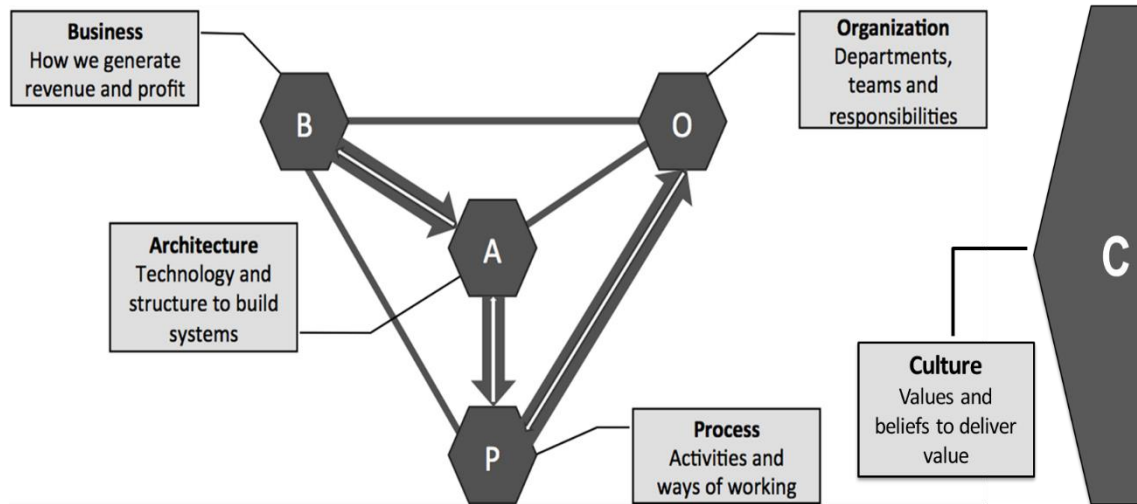 Business
How we generate
revenue and profit
Organization
Departments,
teams and
responsibilities
B
O
Architecture
Technology and
structure to build
systems
A
C
Culture
Values and
beliefs to deliver
value
P
Process
Activities and
ways of working